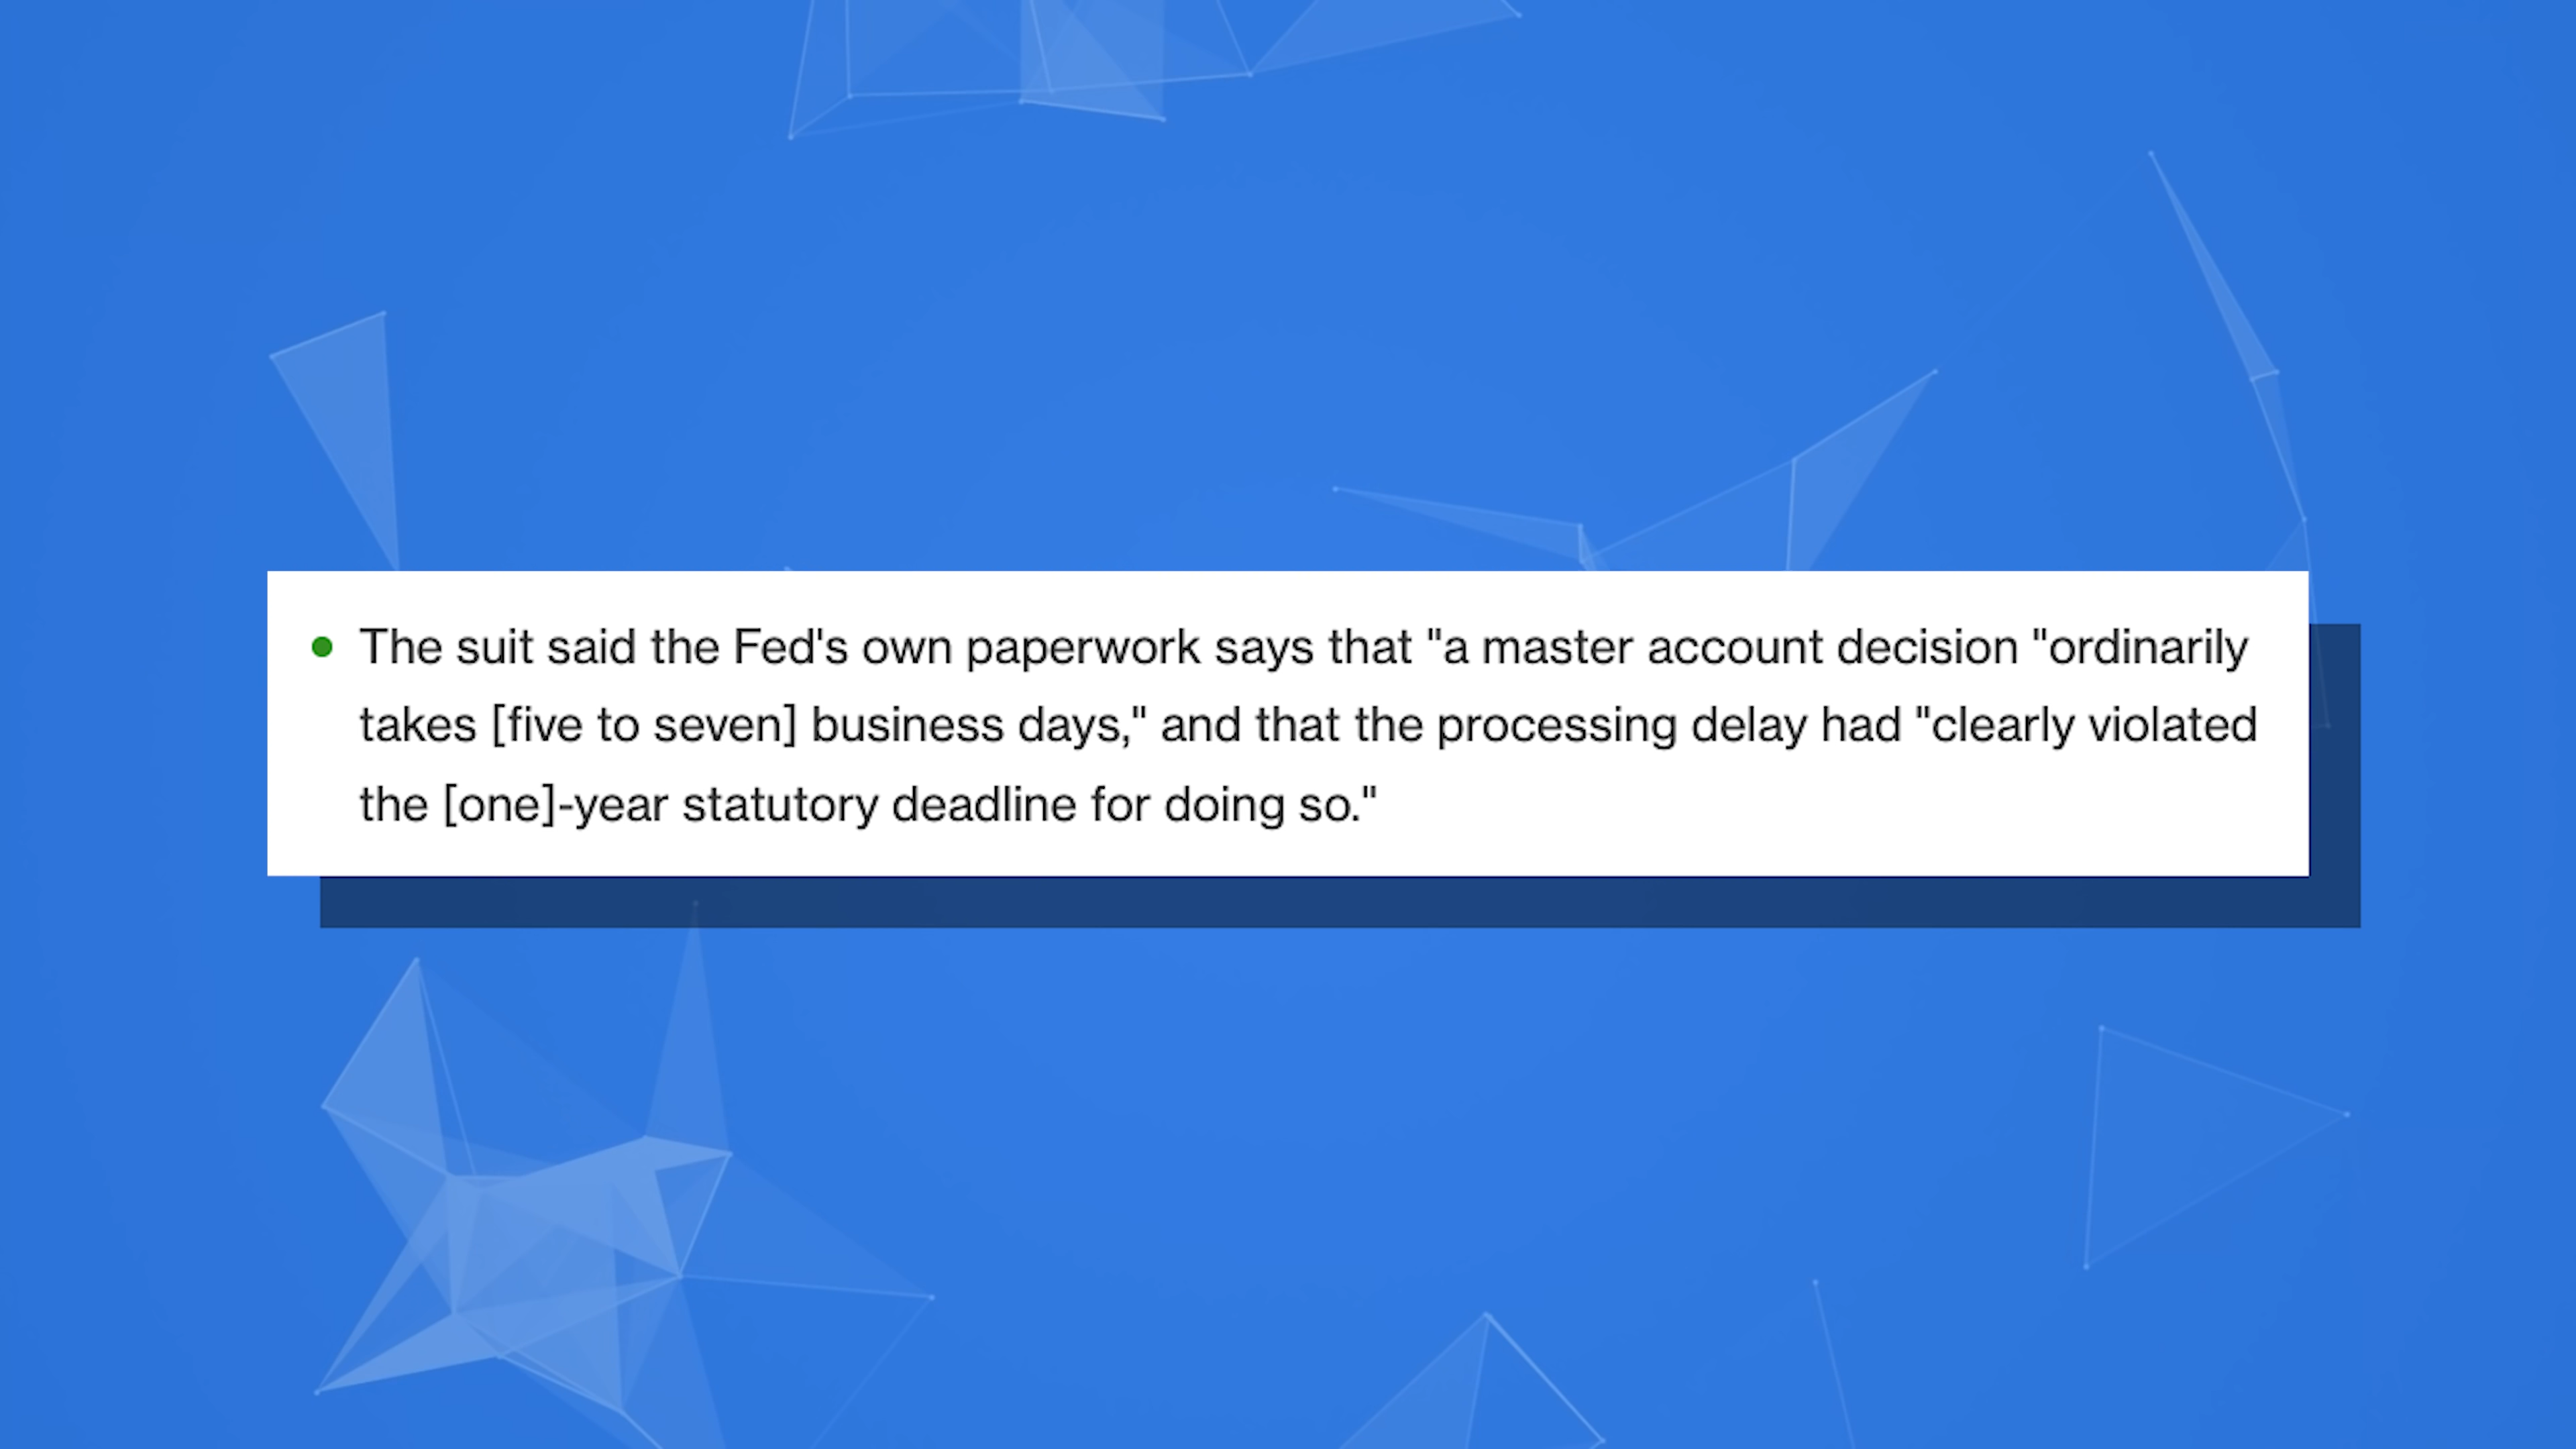 The suit said the Fed's own paperwork says that "a master account decision "ordinarily
takes [five to seven] business days," and that the processing delay had "clearly violated
the [one]-year statutory deadline for doing so."